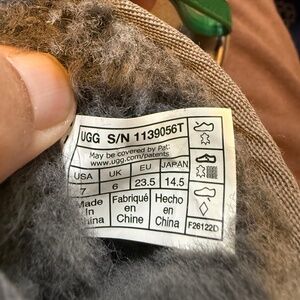 UGG S/N 1139056T
May be covered by Pat:
www.ugg.com/patents
USA UK EU JAPAN
7 6 23.5 14.5
Made Fabriqué Hecho
in en en
China Chine China
F26122D